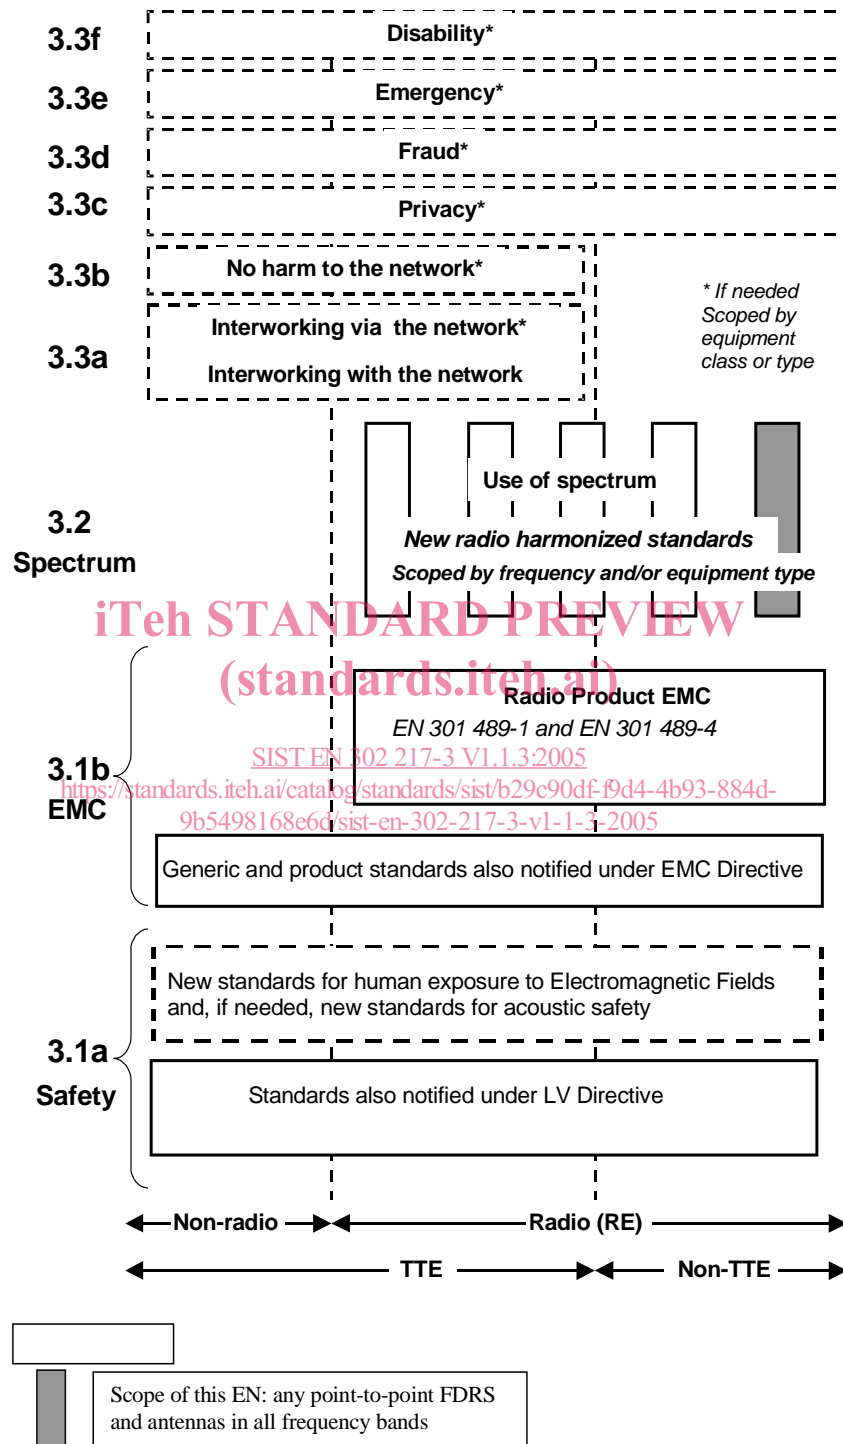 3.3f
Disability*
3.3e
Emergency*
3.3d
Fraud*
3.3c
Privacy*
3.3b
No harm to the network*
* If needed
Scoped by
equipment
class or type
3.3a
Interworking via the network*
Interworking with the network
3.2
Spectrum
Use of spectrum
New radio harmonized standards
Scoped by frequency and/or equipment type
iTeh STANDARD PREVIEW
(standards.iteh.ai)
Radio Product EMC
EN 301 489-1 and EN 301 489-4
SIST EN 302 217-3 V1.1.3:2005
3.1b
https://standards.iteh.ai/catalog/standards/sist/b29c90df-f9d4-4b93-884d-
EMC
9b5498168e6d/sist-en-302-217-3-v1-1-3-2005
Generic and product standards also notified under EMC Directive
New standards for human exposure to Electromagnetic Fields
and, if needed, new standards for acoustic safety
3.1a
Safety
Standards also notified under LV Directive
Non-radio
Radio (RE)
TTE
Non-TTE
Scope of this EN: any point-to-point FDRS
and antennas in all frequency bands